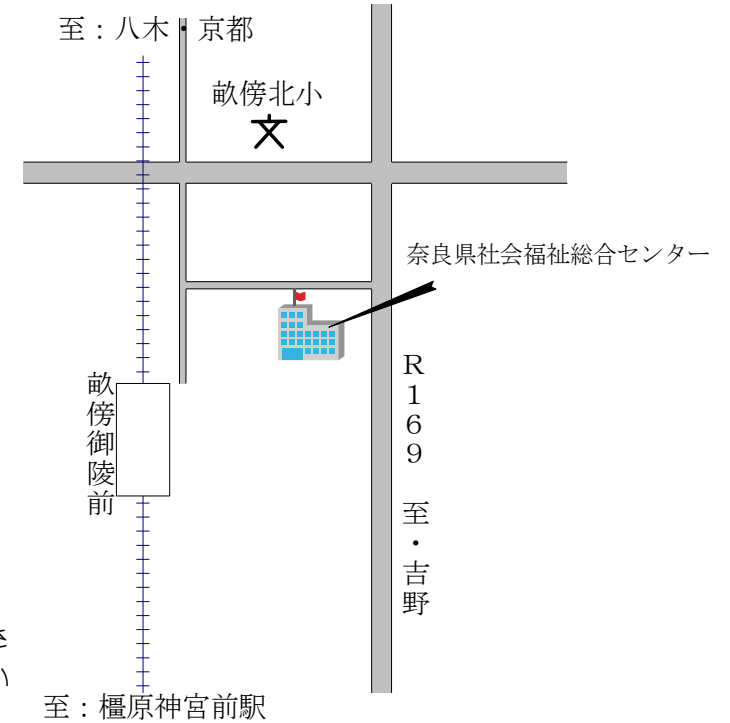 至：八木・京都
畝傍北小
奈良県社会福祉総合センター
Ｒ１６９　至・吉野
畝傍御陵前
い
至：橿原神宮前駅